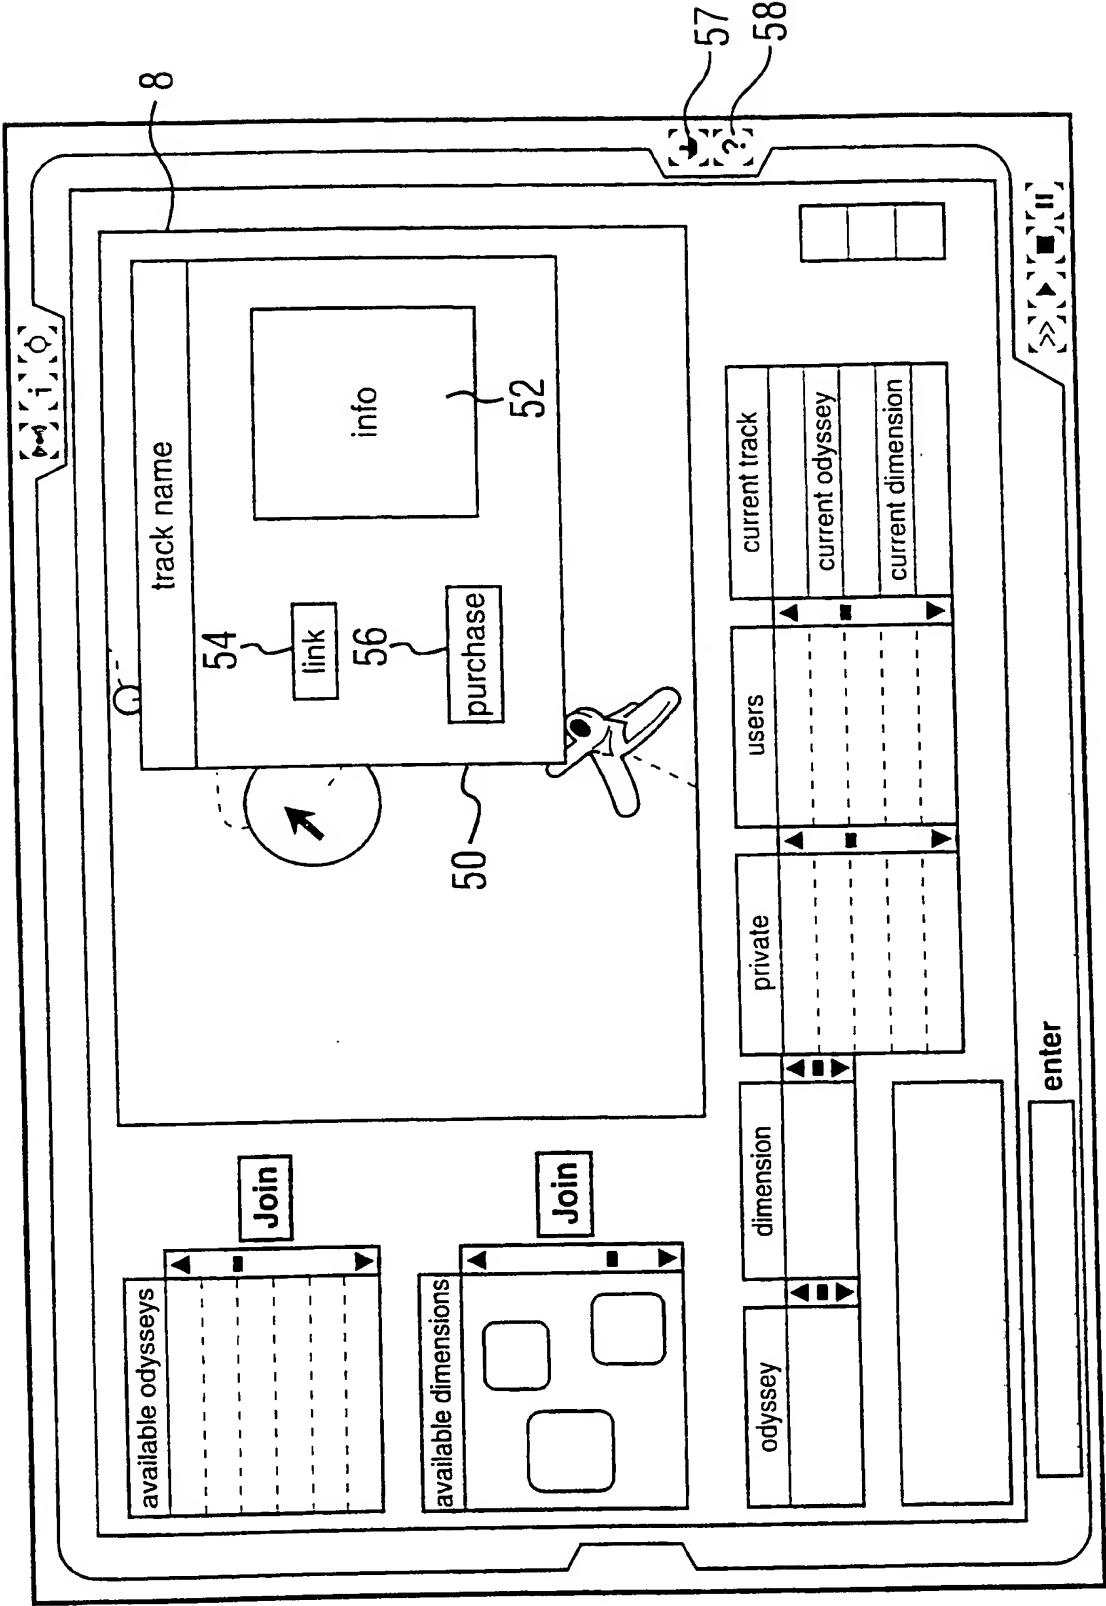 8
57
58
i
?
>>
track name
info
52
54
link
56
purchase
50
available odysseys
Join
available dimensions
Join
odyssey
dimension
private
users
current track
current odyssey
current dimension
enter